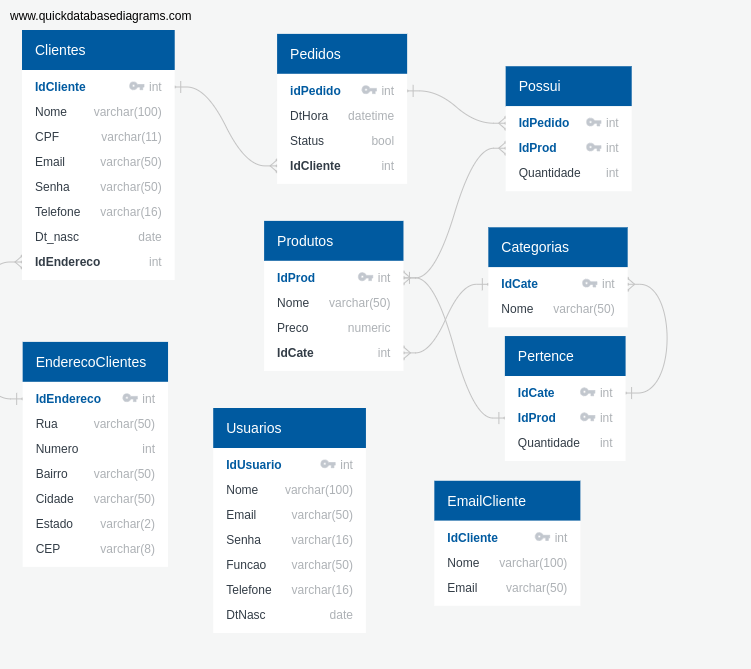 www.quickdatabasediagrams.com
Clientes
IdCliente int
Nome varchar(100)
CPF varchar(11)
Email varchar(50)
Senha varchar(50)
Telefone varchar(16)
Dt_nasc date
IdEndereco int
Pedidos
idPedido int
DtHora datetime
Status bool
IdCliente int
Possui
IdPedido int
IdProd int
Quantidade int
Produtos
IdProd int
Nome varchar(50)
Preco numeric
IdCate int
Categorias
IdCate int
Nome varchar(50)
Pertence
IdCate int
IdProd int
Quantidade int
EnderecoClientes
IdEndereco int
Rua varchar(50)
Numero int
Bairro varchar(50)
Cidade varchar(50)
Estado varchar(2)
CEP varchar(8)
Usuarios
IdUsuario int
Nome varchar(100)
Email varchar(50)
Senha varchar(16)
Funcao varchar(50)
Telefone varchar(16)
DtNasc date
EmailCliente
IdCliente int
Nome varchar(100)
Email varchar(50)